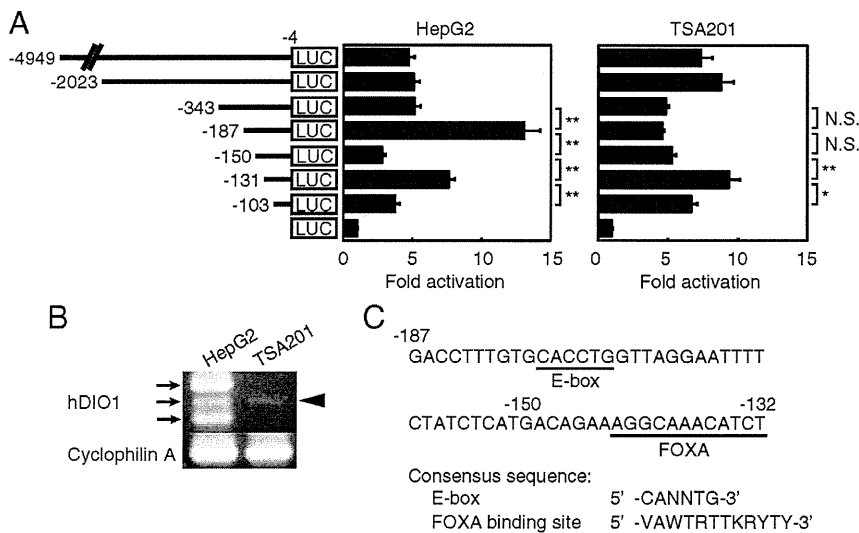 A
HepG2
TSA201
-4
-4949
LUC
-2023
LUC
-343
LUC
**
N.S.
-187
LUC
**
N.S.
-150
LUC
**
**
-131
LUC
**
*
-103
LUC
LUC
0 5 10 15
0 5 10 15
Fold activation
Fold activation
B
HepG2
TSA201
hDIO1
Cyclophilin A
C
-187
GACCTTTGTGCACCTGGTTAGGAATTTT
E-box
-150 -132
CTATCTCATGACAGAAAGGCAAACATCT
FOXA
Consensus sequence:
E-box 5' -CANNTG-3'
FOXA binding site 5' -VAWTRTTKRYTY-3'